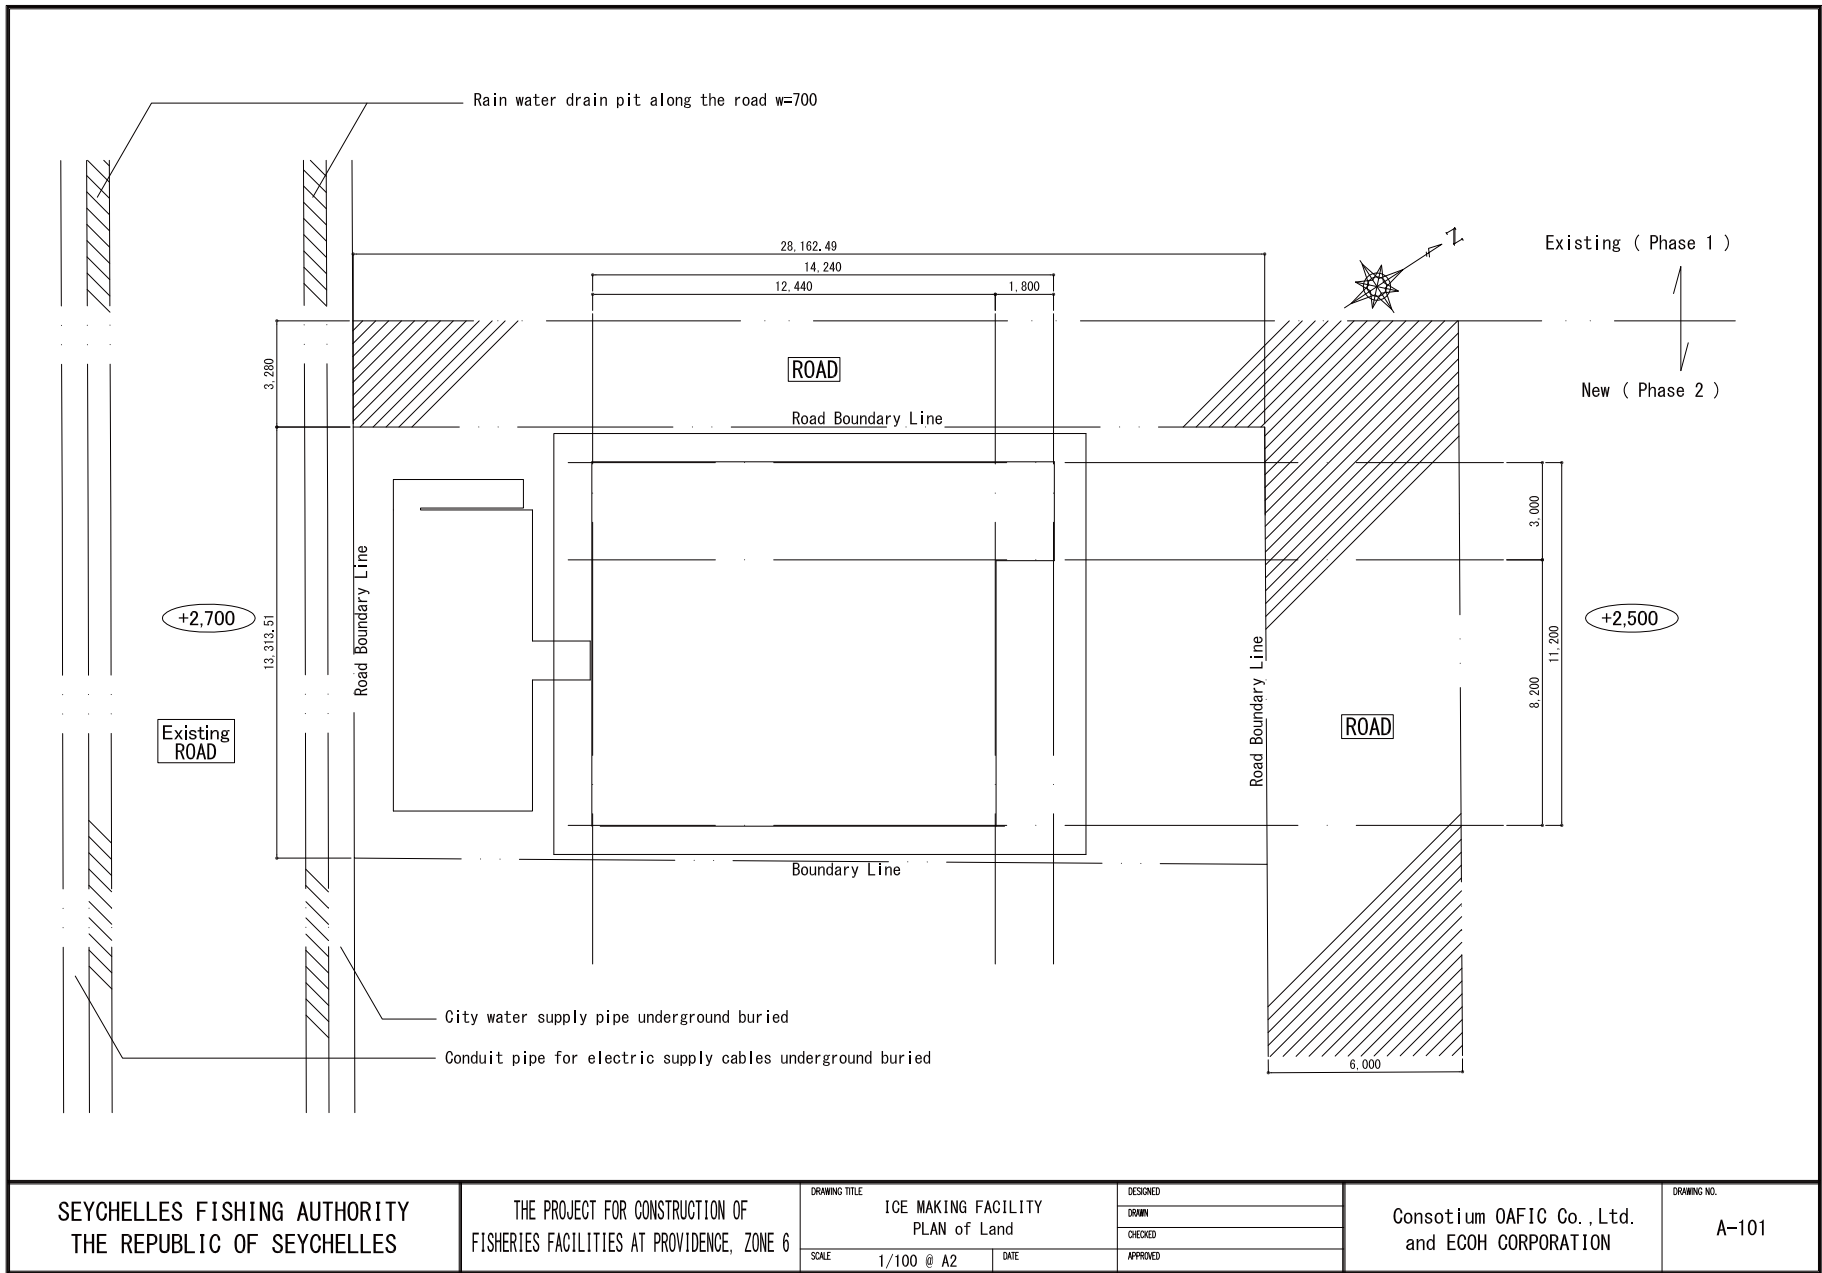 Rain water drain pit along the road w=700
28,162.49
14,240
12,440
1,800
N
Existing ( Phase 1 )
New ( Phase 2 )
3,280
ROAD
Road Boundary Line
3,000
Road Boundary Line
+2,700
13,313.51
+2,500
11,200
8,200
Road Boundary Line
Existing
ROAD
ROAD
Boundary Line
City water supply pipe underground buried
Conduit pipe for electric supply cables underground buried
6,000
SEYCHELLES FISHING AUTHORITY
THE REPUBLIC OF SEYCHELLES
THE PROJECT FOR CONSTRUCTION OF
FISHERIES FACILITIES AT PROVIDENCE, ZONE 6
DRAWING TITLE
ICE MAKING FACILITY
PLAN of Land
SCALE
1/100 @ A2
DATE
DESIGNED
DRAWN
CHECKED
APPROVED
Consotium OAFIC Co.,Ltd.
and ECOH CORPORATION
DRAWING NO.
A-101